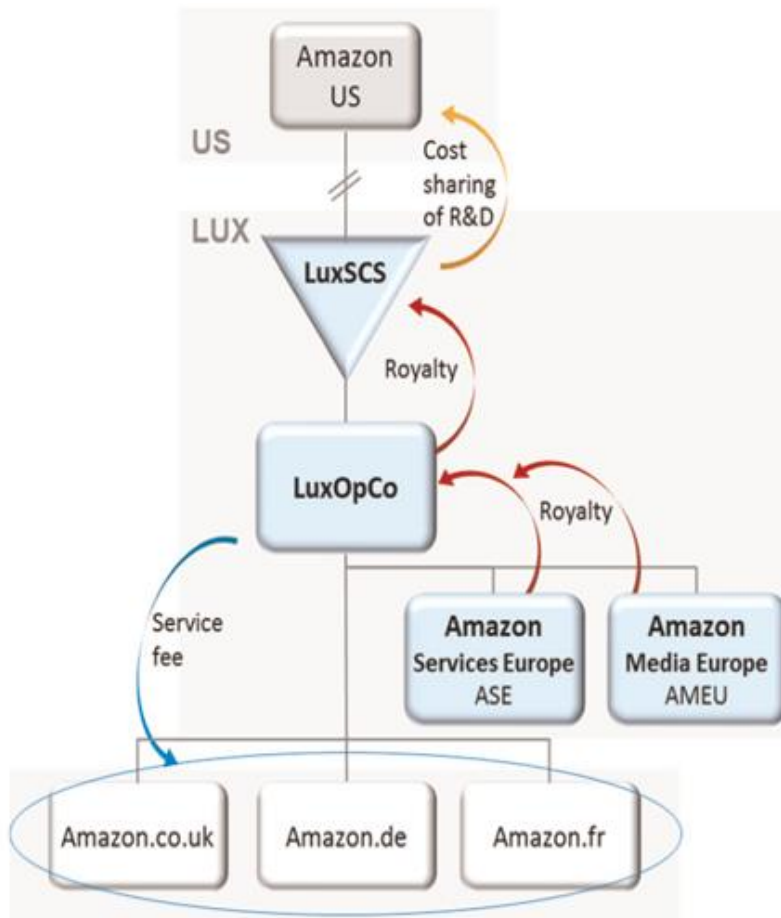 Amazon
US
US
Cost
sharing
of R&D
LUX
LuxSCS
Royalty
LuxOpCo
Royalty
Service
fee
Amazon
Services Europe
ASE
Amazon
Media Europe
AMEU
Amazon.co.uk
Amazon.de
Amazon.fr